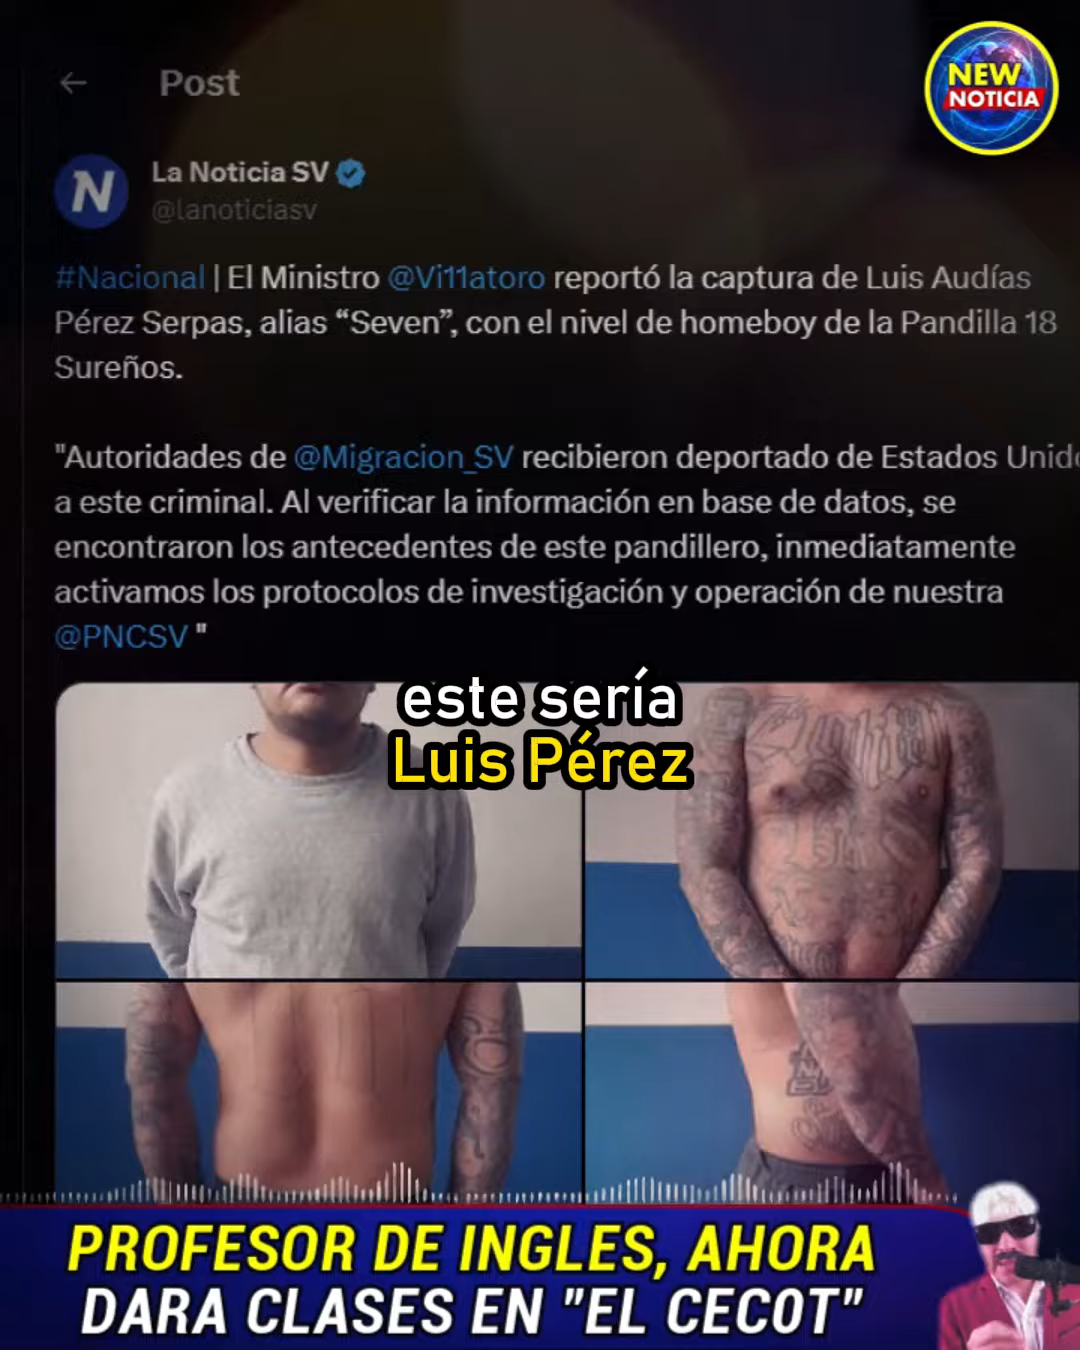 Post
NEW
NOTICIA
N
La Noticia SV
@lanoticiasv
#Nacional | El Ministro @Vi11atoro reportó la captura de Luis Audías
Pérez Serpas, alias “Seven”, con el nivel de homeboy de la Pandilla 18
Sureños.
"Autoridades de @Migracion_SV recibieron deportado de Estados Unido
a este criminal. Al verificar la información en base de datos, se
encontraron los antecedentes de este pandillero, inmediatamente
activamos los protocolos de investigación y operación de nuestra
@PNCSV "
este sería
Luis Pérez
PROFESOR DE INGLES, AHORA
DARA CLASES EN "EL CECOT"